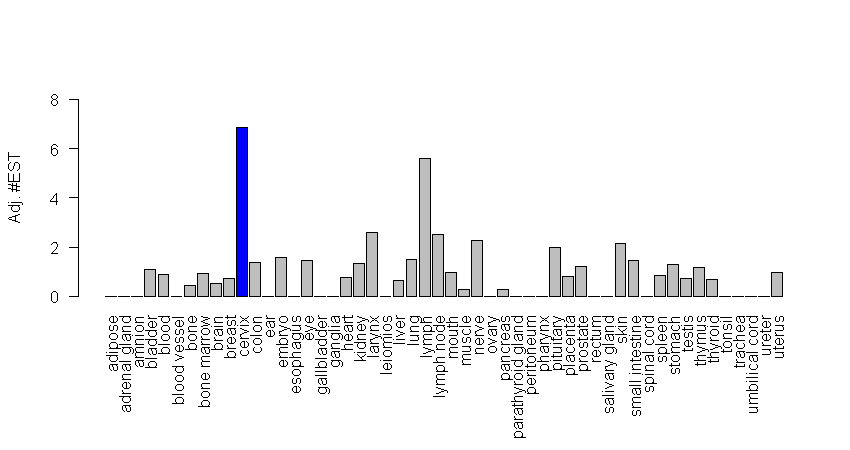 Adj. #EST
8
6
4
2
0
adipose
adrenal gland
amnion
bladder
blood
blood vessel
bone
bone marrow
brain
breast
cervix
colon
ear
embryo
esophagus
eye
gallbladder
ganglia
heart
kidney
larynx
leiomios
liver
lung
lymph
lymph node
mouth
muscle
nerve
ovary
pancreas
parathyroid gland
peritoneum
pharynx
pituitary
placenta
prostate
rectum
salivary gland
skin
small intestine
spinal cord
spleen
stomach
testis
thymus
thyroid
tonsil
trachea
umbilical cord
ureter
uterus